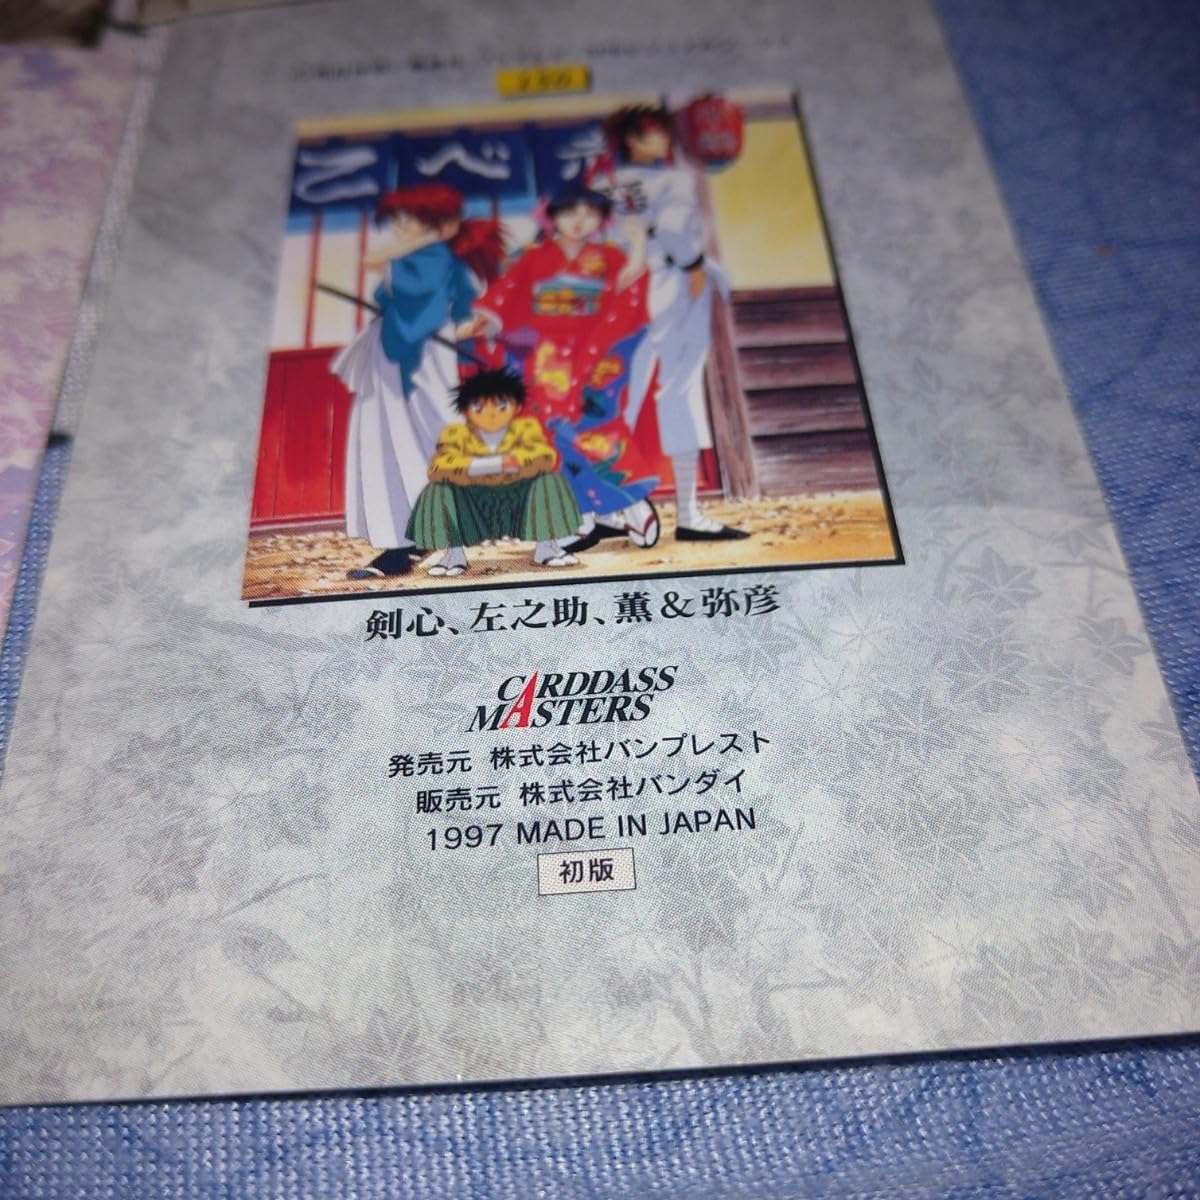 こべ
剣心、左之助、薫&弥彦
CARDDASS
MASTERS
発売元 株式会社バンプレスト
販売元 株式会社バンダイ
1997 MADE IN JAPAN
初版